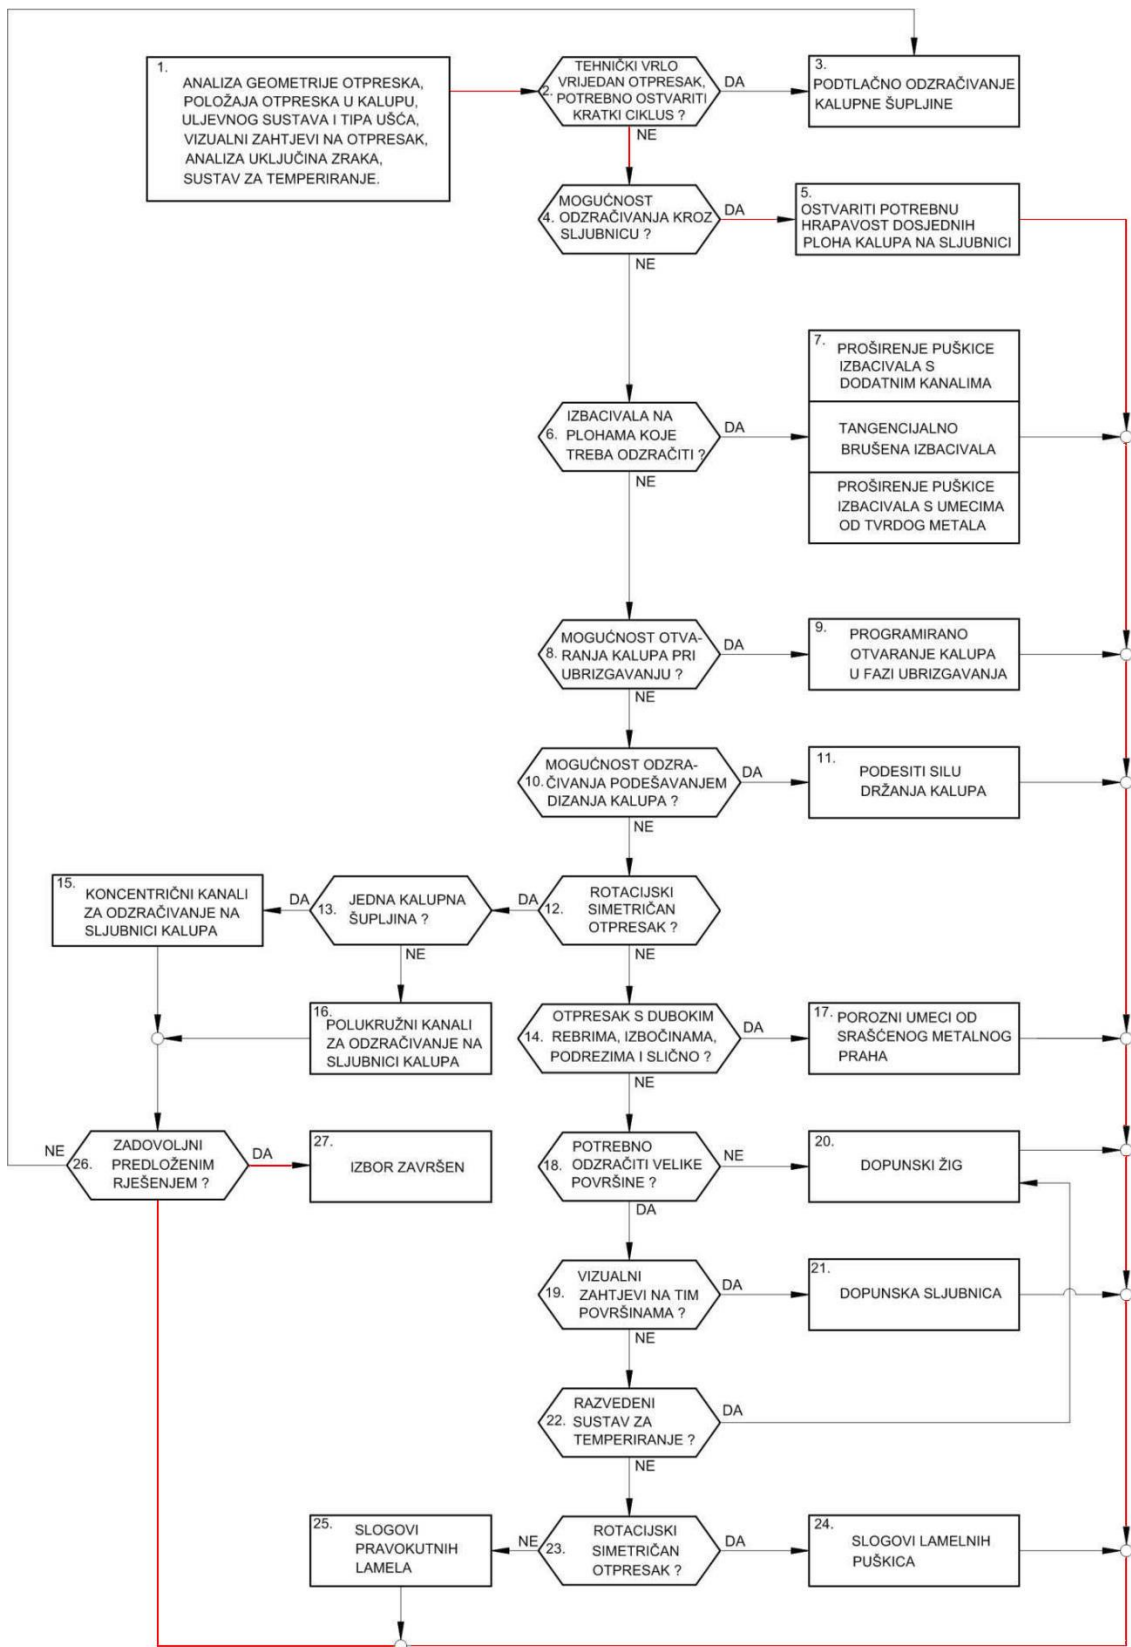 1.
ANALIZA GEOMETRIJE OTPRESKA,
POLOŽAJA OTPRESKA U KALUPU,
ULJEVNOG SUSTAVA I TIPA UŠĆA,
VIZUALNI ZAHTJEVI NA OTPRESAK,
ANALIZA UKLJUČINA ZRAKA,
SUSTAV ZA TEMPERIRANJE.
TEHNIČKI VRLO
VRIJEDAN OTPRESAK,
2. POTREBNO OSTVARITI
KRATKI CIKLUS ?
DA
NE
3.
PODTLAČNO ODZRAČIVANJE
KALUPNE ŠUPLJINE
MOGUĆNOST
4. ODZRAČIVANJA KROZ
SLJUBNICU ?
DA
NE
5.
OSTVARITI POTREBNU
HRAPAVOST DOSJEDNIH
PLOHA KALUPA NA SLJUBNICI
IZBACIVALA NA
6. PLOHAMA KOJE
TREBA ODZRAČITI ?
DA
NE
7. PROŠIRENJE PUŠKICE
IZBACIVALA S
DODATNIM KANALIMA
TANGENCIJALNO
BRUŠENA IZBACIVALA
PROŠIRENJE PUŠKICE
IZBACIVALA S UMECIMA
OD TVRDOG METALA
MOGUĆNOST OTVA-
8. RANJA KALUPA PRI
UBRIZGAVANJU ?
DA
NE
9. PROGRAMIRANO
OTVARANJE KALUPA
U FAZI UBRIZGAVANJA
MOGUĆNOST ODZRA-
10. ČIVANJA PODEŠAVANJEM
DIZANJA KALUPA ?
DA
NE
11. PODESITI SILU
DRŽANJA KALUPA
ROTACIJSKI
12. SIMETRIČAN
OTPRESAK ?
DA
NE
JEDNA KALUPNA
13. ŠUPLJINA ?
DA
NE
15. KONCENTRIČNI KANALI
ZA ODZRAČIVANJE NA
SLJUBNICI KALUPA
16.
POLUKRUŽNI KANALI
ZA ODZRAČIVANJE NA
SLJUBNICI KALUPA
OTPRESAK S DUBOKIM
14. REBRIMA, IZBOČINAMA,
PODREZIMA I SLIČNO ?
DA
NE
17. POROZNI UMECI OD
SRAŠĆENOG METALNOG
PRAHA
ZADOVOLJNI
26. PREDLOŽENIM
RJEŠENJEM ?
NE
DA
27.
IZBOR ZAVRŠEN
POTREBNO
18. ODZRAČITI VELIKE
POVRŠINE ?
NE
DA
20.
DOPUNSKI ŽIG
VIZUALNI
19. ZAHTJEVI NA TIM
POVRŠINAMA ?
DA
NE
21.
DOPUNSKA SLJUBNICA
RAZVEDENI
22. SUSTAV ZA
TEMPERIRANJE ?
DA
NE
ROTACIJSKI
23. SIMETRIČAN
OTPRESAK ?
NE
DA
25. SLOGOVI
PRAVOKUTNIH
LAMELA
24.
SLOGOVI LAMELNIH
PUŠKICA